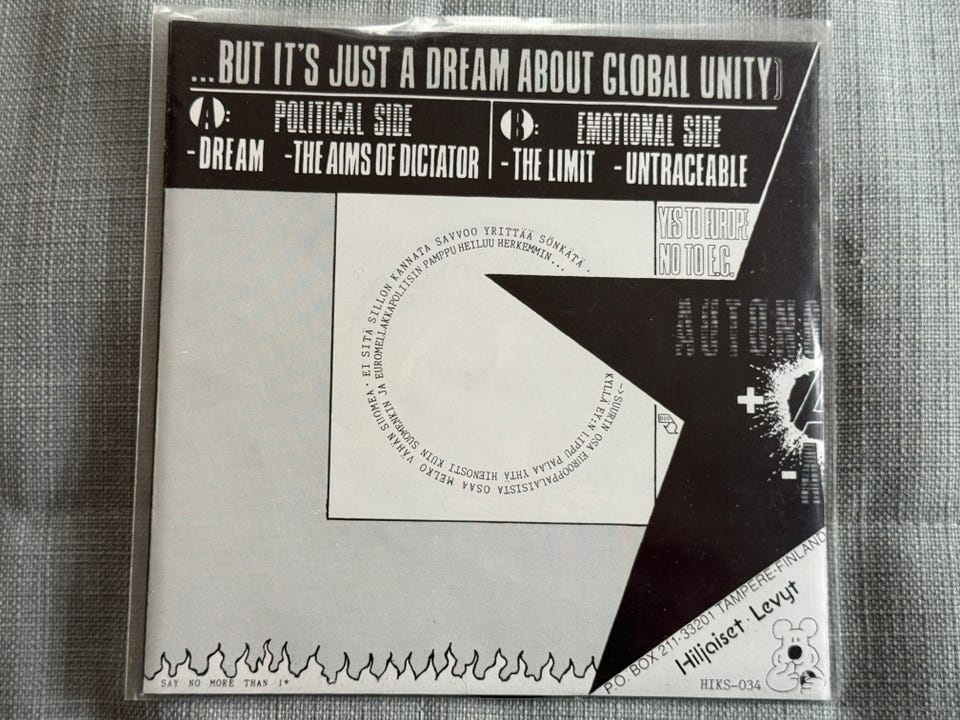 ...BUT IT'S JUST A DREAM ABOUT GLOBAL UNITY)
A: POLITICAL SIDE
-DREAM -THE AIMS OF DICTATOR
B: EMOTIONAL SIDE
-THE LIMIT -UNTRACEABLE
YES TO EUROPE
NO TO E.C.
-> SUURIN OSA EUROOPPALAISISTA OSAA MELKO VÄHÄN SUOMEA. EI SITÄ SILLON KANNATA SAVVOO YRITTÄÄ SÖNKÄTÄ.
KYLLÄ EY:N LIPPU PALAA YHTÄ HIENOSTI KUIN SUOMENKIN JA EUROMELLAKKAPOLIISIN PAMPPU HEILUU HERKEMMIN...
AUTON
+
-
SAY NO MORE THAN 1*
P.O. BOX 211-33201 TAMPERE-FINLAND
Hiljaiset Levyt
HIKS-034